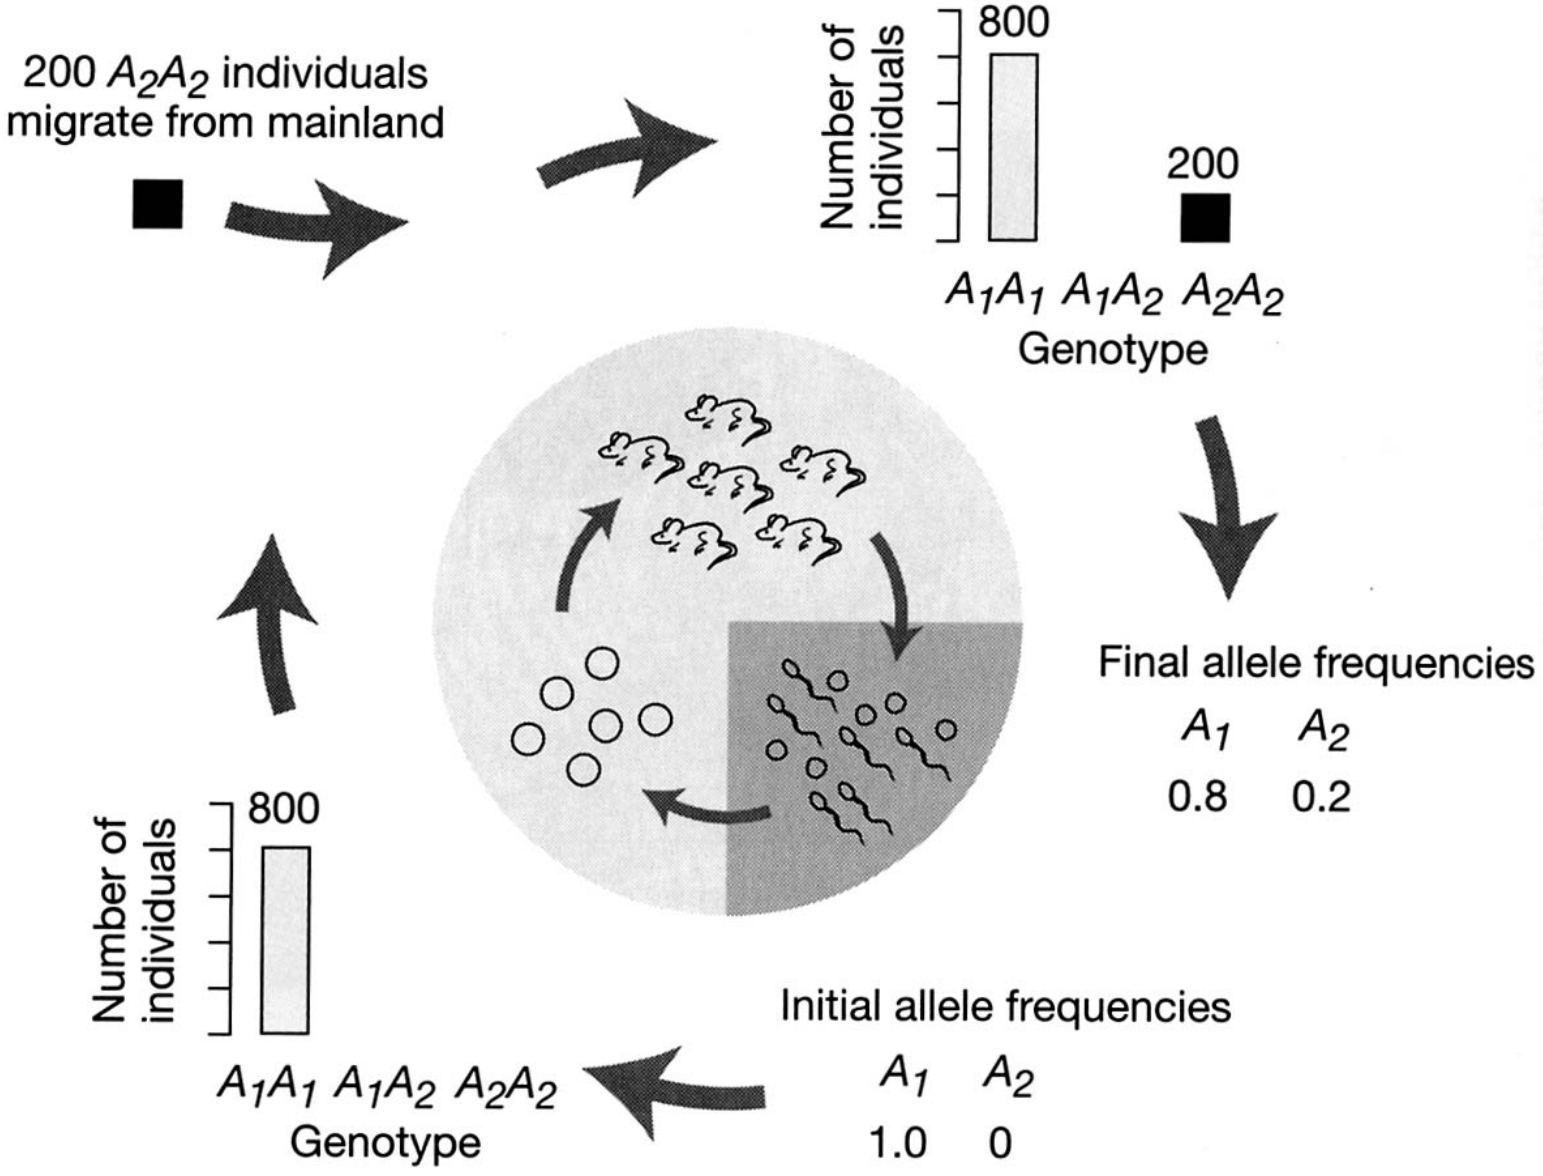 200 A₂A₂ individuals
migrate from mainland
Number of
individuals
800
200
A₁A₁ A₁A₂ A₂A₂
Genotype
Final allele frequencies
A₁ A₂
0.8 0.2
Number of
individuals
800
A₁A₁ A₁A₂ A₂A₂
Genotype
Initial allele frequencies
A₁ A₂
1.0 0